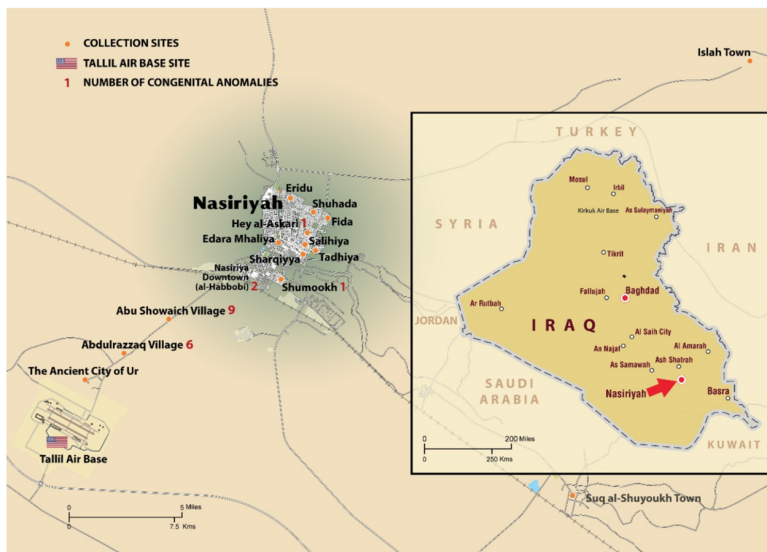 COLLECTION SITES
TALLIL AIR BASE SITE
1 NUMBER OF CONGENITAL ANOMALIES
Islah Town
Nasiriyah
Eridu
Shuhada
Fida
Hey al-Askari 1
Edara Mhaliya
Salihiya
Sharqiyya
Tadhiya
Nasiriya
Downtown
(al-Habbobi) 2
Shumookh 1
Abu Showaich Village 9
Abdulrazzaq Village 6
The Ancient City of Ur
Tallil Air Base
0 5 Miles
0 7.5 Kms
Suq al-Shuyoukh Town
TURKEY
SYRIA
IRAN
JORDAN
SAUDI
ARABIA
KUWAIT
IRAQ
Mosul
Irbil
Kirkuk Air Base
As Sulaymaniyah
Tikril
Fallujah
Baghdad
Ar Rutbah
Al Saih City
An Najaf
Al Amarah
As Samawah
Ash Shatrah
Nasiriyah
Basra
0 200 Miles
0 250 Kms